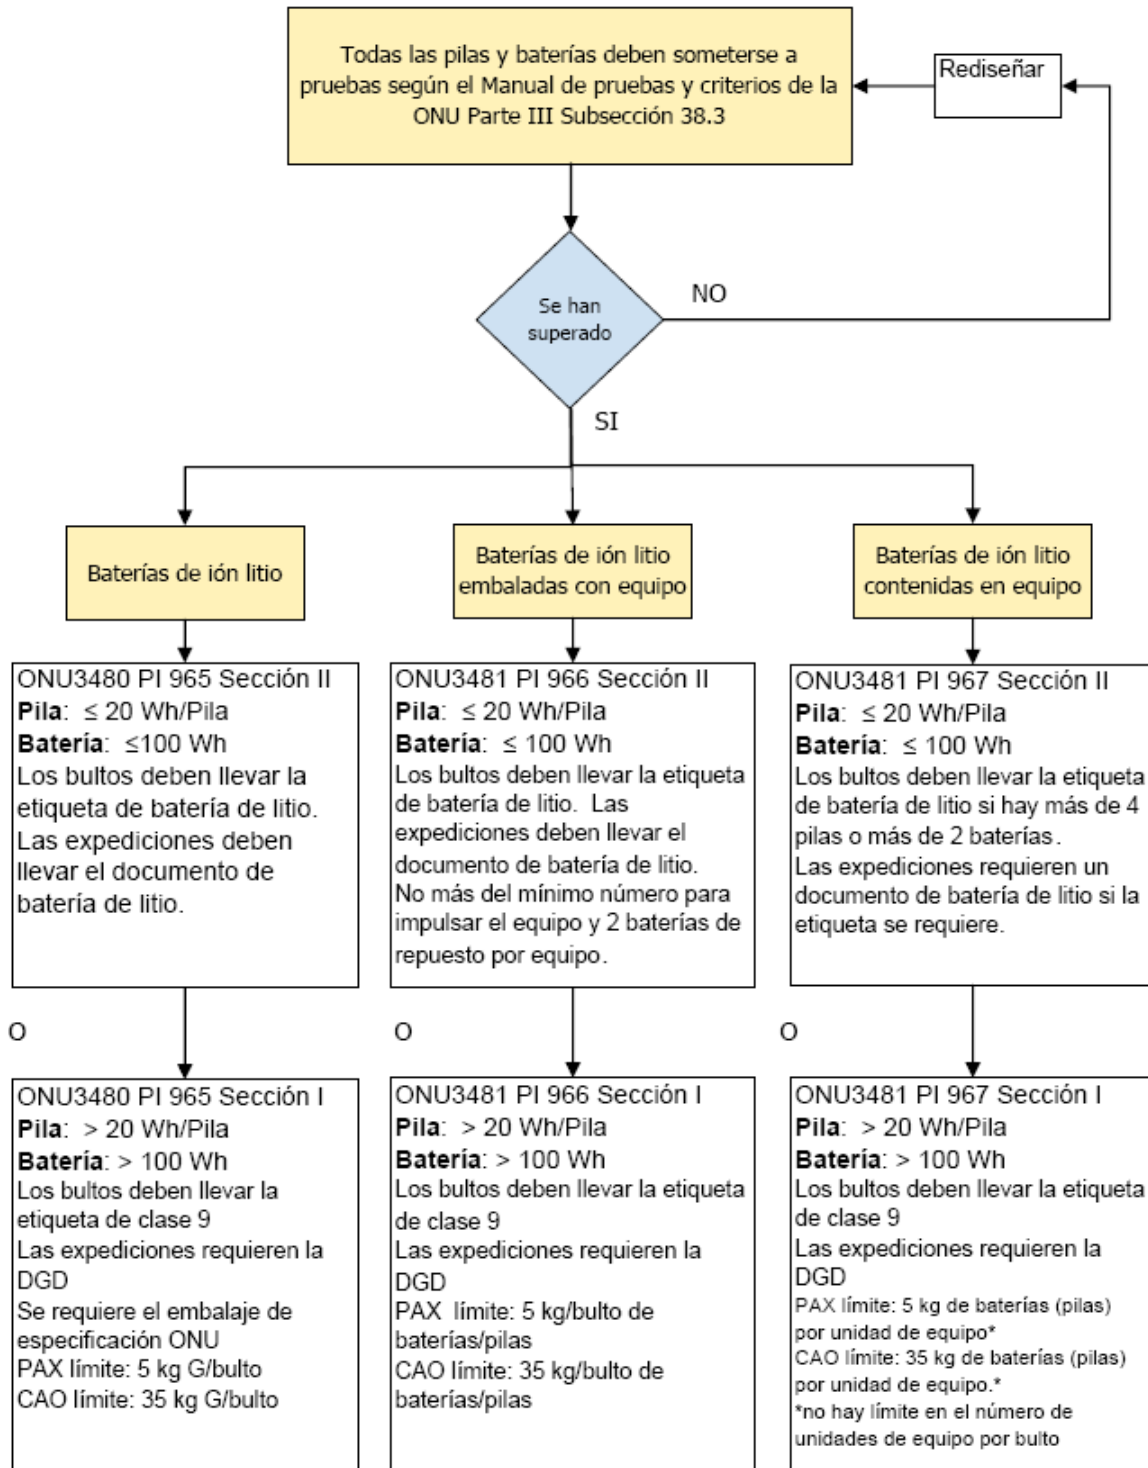 Todas las pilas y baterías deben someterse a
pruebas según el Manual de pruebas y criterios de la
ONU Parte III Subsección 38.3
Rediseñar
Se han
superado
NO
SI
Baterías de ión litio
Baterías de ión litio
embaladas con equipo
Baterías de ión litio
contenidas en equipo
ONU3480 PI 965 Sección II
Pila: ≤ 20 Wh/Pila
Batería: ≤100 Wh
Los bultos deben llevar la
etiqueta de batería de litio.
Las expediciones deben
llevar el documento de
batería de litio.
ONU3481 PI 966 Sección II
Pila: ≤ 20 Wh/Pila
Batería: ≤ 100 Wh
Los bultos deben llevar la etiqueta
de batería de litio. Las
expediciones deben llevar el
documento de batería de litio.
No más del mínimo número para
impulsar el equipo y 2 baterías de
repuesto por equipo.
ONU3481 PI 967 Sección II
Pila: ≤ 20 Wh/Pila
Batería: ≤ 100 Wh
Los bultos deben llevar la etiqueta
de batería de litio si hay más de 4
pilas o más de 2 baterías.
Las expediciones requieren un
documento de batería de litio si la
etiqueta se requiere.
O
O
O
ONU3480 PI 965 Sección I
Pila: > 20 Wh/Pila
Batería: > 100 Wh
Los bultos deben llevar la
etiqueta de clase 9
Las expediciones requieren la
DGD
Se requiere el embalaje de
especificación ONU
PAX límite: 5 kg G/bulto
CAO límite: 35 kg G/bulto
ONU3481 PI 966 Sección I
Pila: > 20 Wh/Pila
Batería: > 100 Wh
Los bultos deben llevar la etiqueta
de clase 9
Las expediciones requieren la
DGD
PAX límite: 5 kg/bulto de
baterías/pilas
CAO límite: 35 kg/bulto de
baterías/pilas
ONU3481 PI 967 Sección I
Pila: > 20 Wh/Pila
Batería: > 100 Wh
Los bultos deben llevar la etiqueta
de clase 9
Las expediciones requieren la
DGD
PAX límite: 5 kg de baterías (pilas)
por unidad de equipo*
CAO límite: 35 kg de baterías (pilas)
por unidad de equipo.*
*no hay límite en el número de
unidades de equipo por bulto